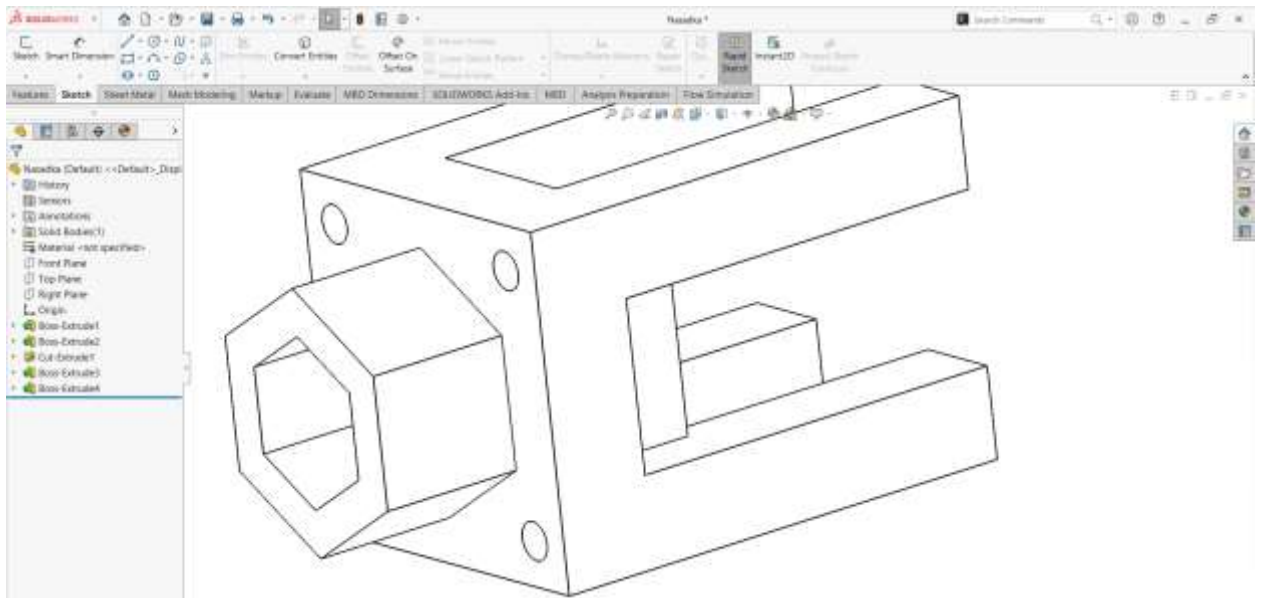 SOLIDWORKS
Nasadka *
Search Commands
Sketch Smart Dimension Convert Entities Offset On Surface Rapid Sketch Instant2D
Features Sketch Sheet Metal Mesh Modeling Markup Evaluate MBD Dimensions SOLIDWORKS Add-Ins MBD Analysis Preparation Flow Simulation
Nasadka (Default) <<Default>_Displ
History
Sensors
Annotations
Solid Bodies(1)
Material <not specified>
Front Plane
Top Plane
Right Plane
Origin
Boss-Extrude1
Boss-Extrude2
Cut-Extrude1
Boss-Extrude3
Boss-Extrude4